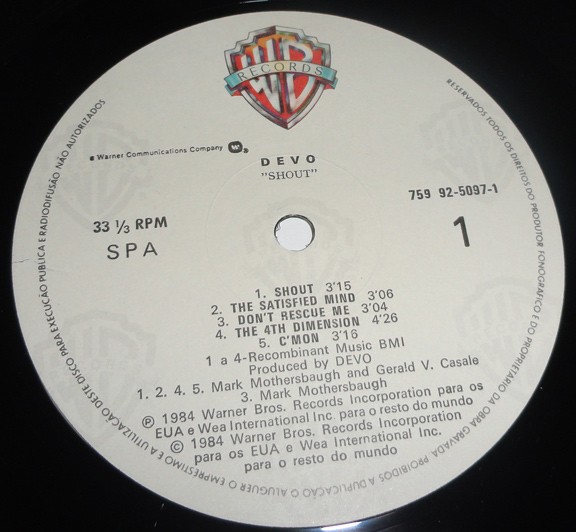 WB
RECORDS
a Warner Communications Company
DEVO
"SHOUT"
33 ⅓ RPM
SPA
759 92-5097-1
1
1. SHOUT 3'15
2. THE SATISFIED MIND 3'06
3. DON'T RESCUE ME 3'04
4. THE 4TH DIMENSION 4'26
5. C'MON 3'16
1 a 4-Recombinant Music BMI
Produced by DEVO
1. 2. 4. 5. Mark Mothersbaugh and Gerald V. Casale
3. Mark Mothersbaugh
Ⓟ 1984 Warner Bros. Records Incorporation para os
EUA e Wea International Inc. para o resto do mundo
© 1984 Warner Bros. Records Incorporation
para os EUA e Wea International Inc.
para o resto do mundo
RESERVADOS TODOS OS DIREITOS DO PRODUTOR FONOGRÁFICO E DO PROPRIETÁRIO DA OBRA GRAVADA. PROIBIDOS A DUPLICAÇÃO O ALUGUER O EMPRÉSTIMO E A UTILIZAÇÃO DESTE DISCO PARA EXECUÇÃO PÚBLICA E RADIODIFUSÃO NÃO AUTORIZADOS